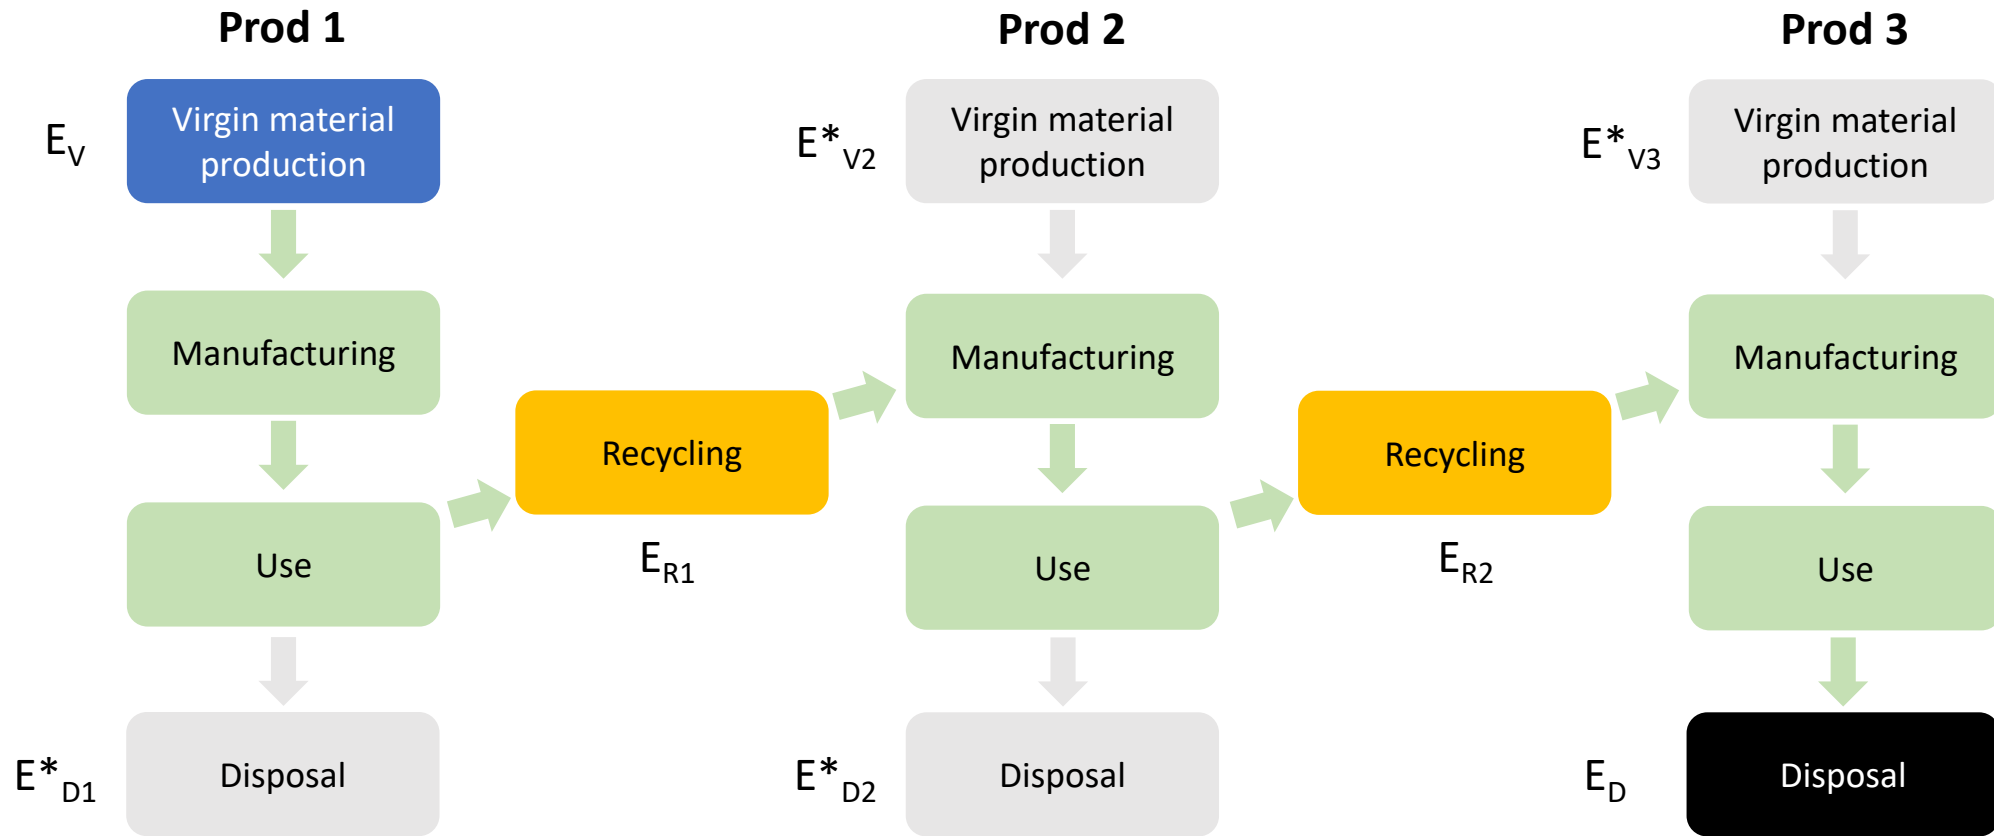 Prod 1
Prod 2
Prod 3
E_V
Virgin material
production
E*_V2
Virgin material
production
E*_V3
Virgin material
production
Manufacturing
Manufacturing
Manufacturing
Recycling
Recycling
E_R1
E_R2
Use
Use
Use
E*_D1
Disposal
E*_D2
Disposal
E_D
Disposal